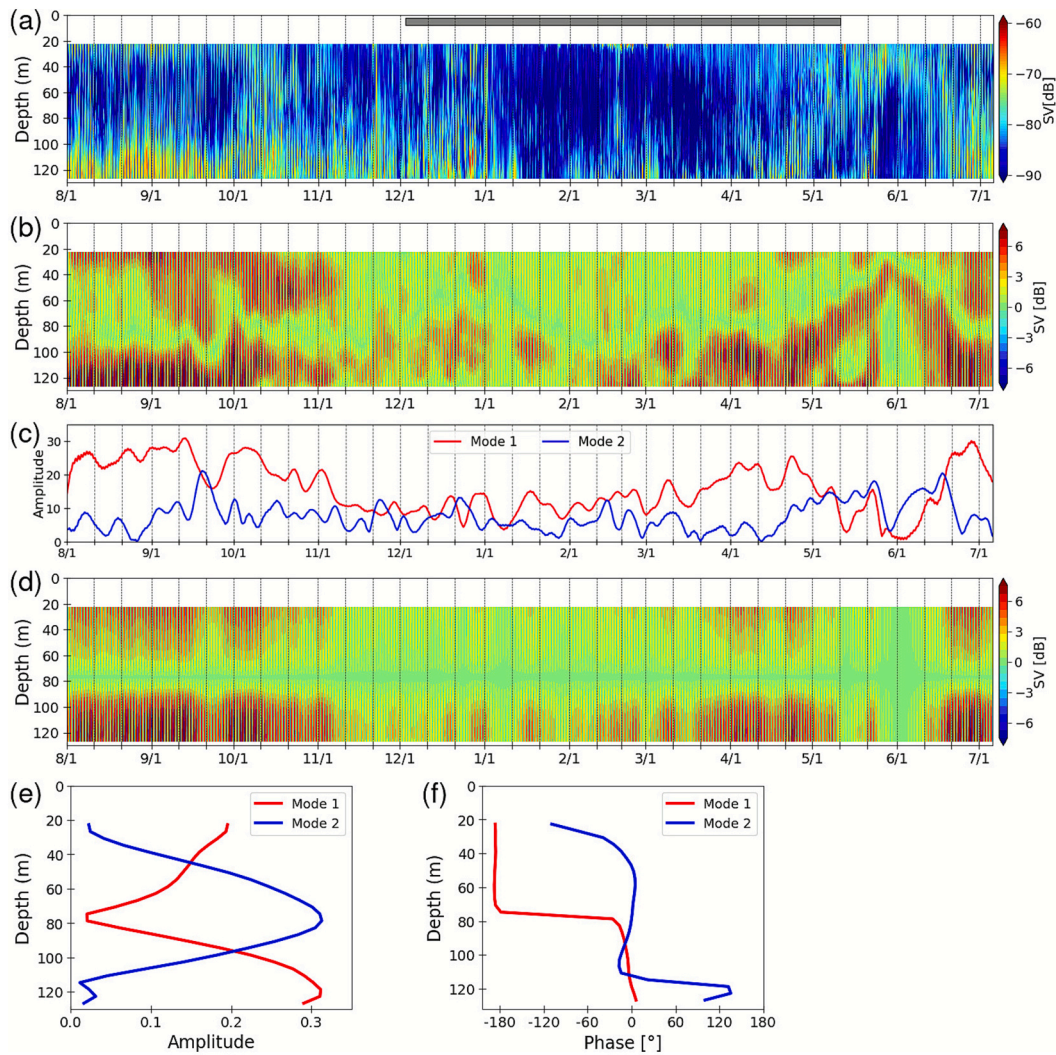 (a)
0
20
40
60
80
100
120
Depth (m)
8/1 9/1 10/1 11/1 12/1 1/1 2/1 3/1 4/1 5/1 6/1 7/1
−60
−70
−80
−90
SV[dB]
(b)
0
20
40
60
80
100
120
Depth (m)
8/1 9/1 10/1 11/1 12/1 1/1 2/1 3/1 4/1 5/1 6/1 7/1
6
3
0
−3
−6
SV [dB]
(c)
Mode 1 Mode 2
30
20
10
0
Amplitude
8/1 9/1 10/1 11/1 12/1 1/1 2/1 3/1 4/1 5/1 6/1 7/1
(d)
0
20
40
60
80
100
120
Depth (m)
8/1 9/1 10/1 11/1 12/1 1/1 2/1 3/1 4/1 5/1 6/1 7/1
6
3
0
−3
−6
SV [dB]
(e)
Mode 1
Mode 2
0
20
40
60
80
100
120
Depth (m)
0.0 0.1 0.2 0.3
Amplitude
(f)
Mode 1
Mode 2
0
20
40
60
80
100
120
Depth (m)
-180 -120 -60 0 60 120 180
Phase [°]